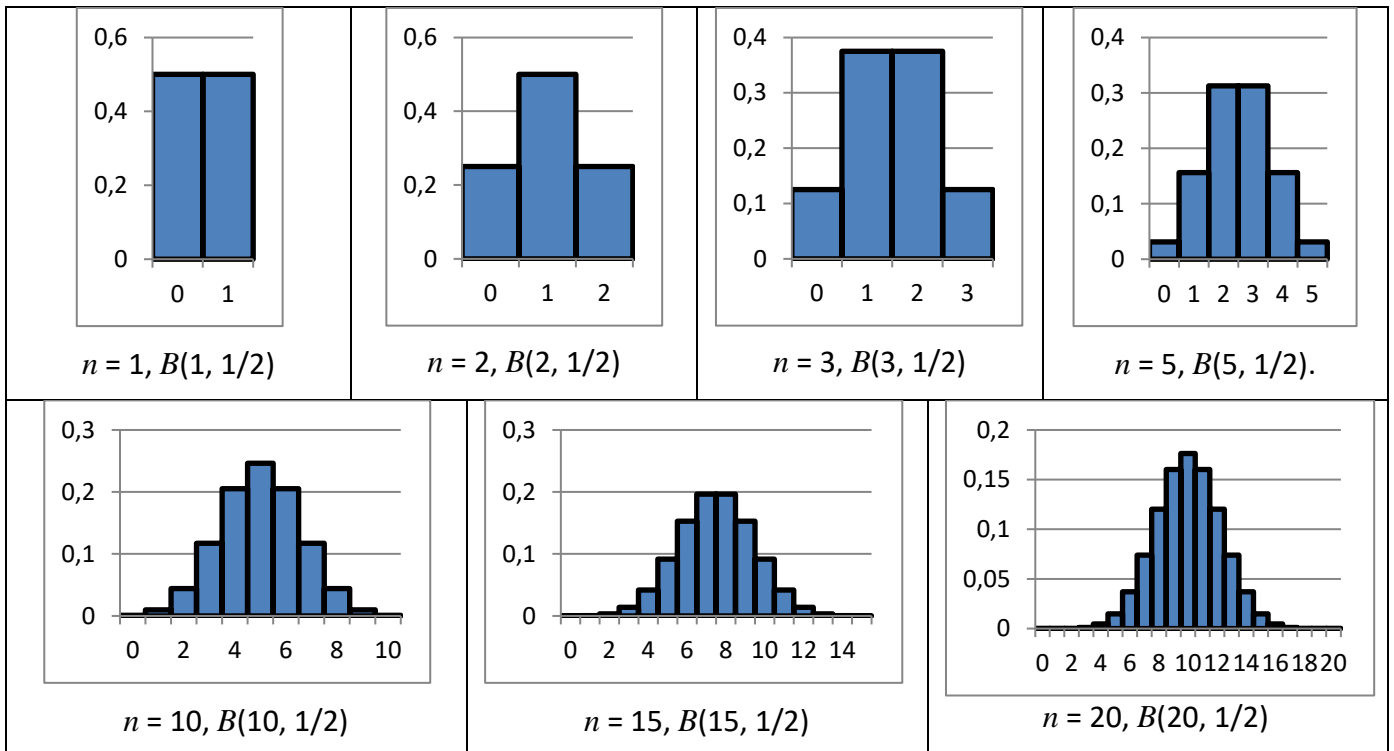 0,6
0,4
0,2
0
0 1
n = 1, B(1, 1/2)
0,6
0,4
0,2
0
0 1 2
n = 2, B(2, 1/2)
0,4
0,3
0,2
0,1
0
0 1 2 3
n = 3, B(3, 1/2)
0,4
0,3
0,2
0,1
0
0 1 2 3 4 5
n = 5, B(5, 1/2).
0,3
0,2
0,1
0
0 2 4 6 8 10
n = 10, B(10, 1/2)
0,3
0,2
0,1
0
0 2 4 6 8 10 12 14
n = 15, B(15, 1/2)
0,2
0,15
0,1
0,05
0
0 2 4 6 8 10 12 14 16 18 20
n = 20, B(20, 1/2)